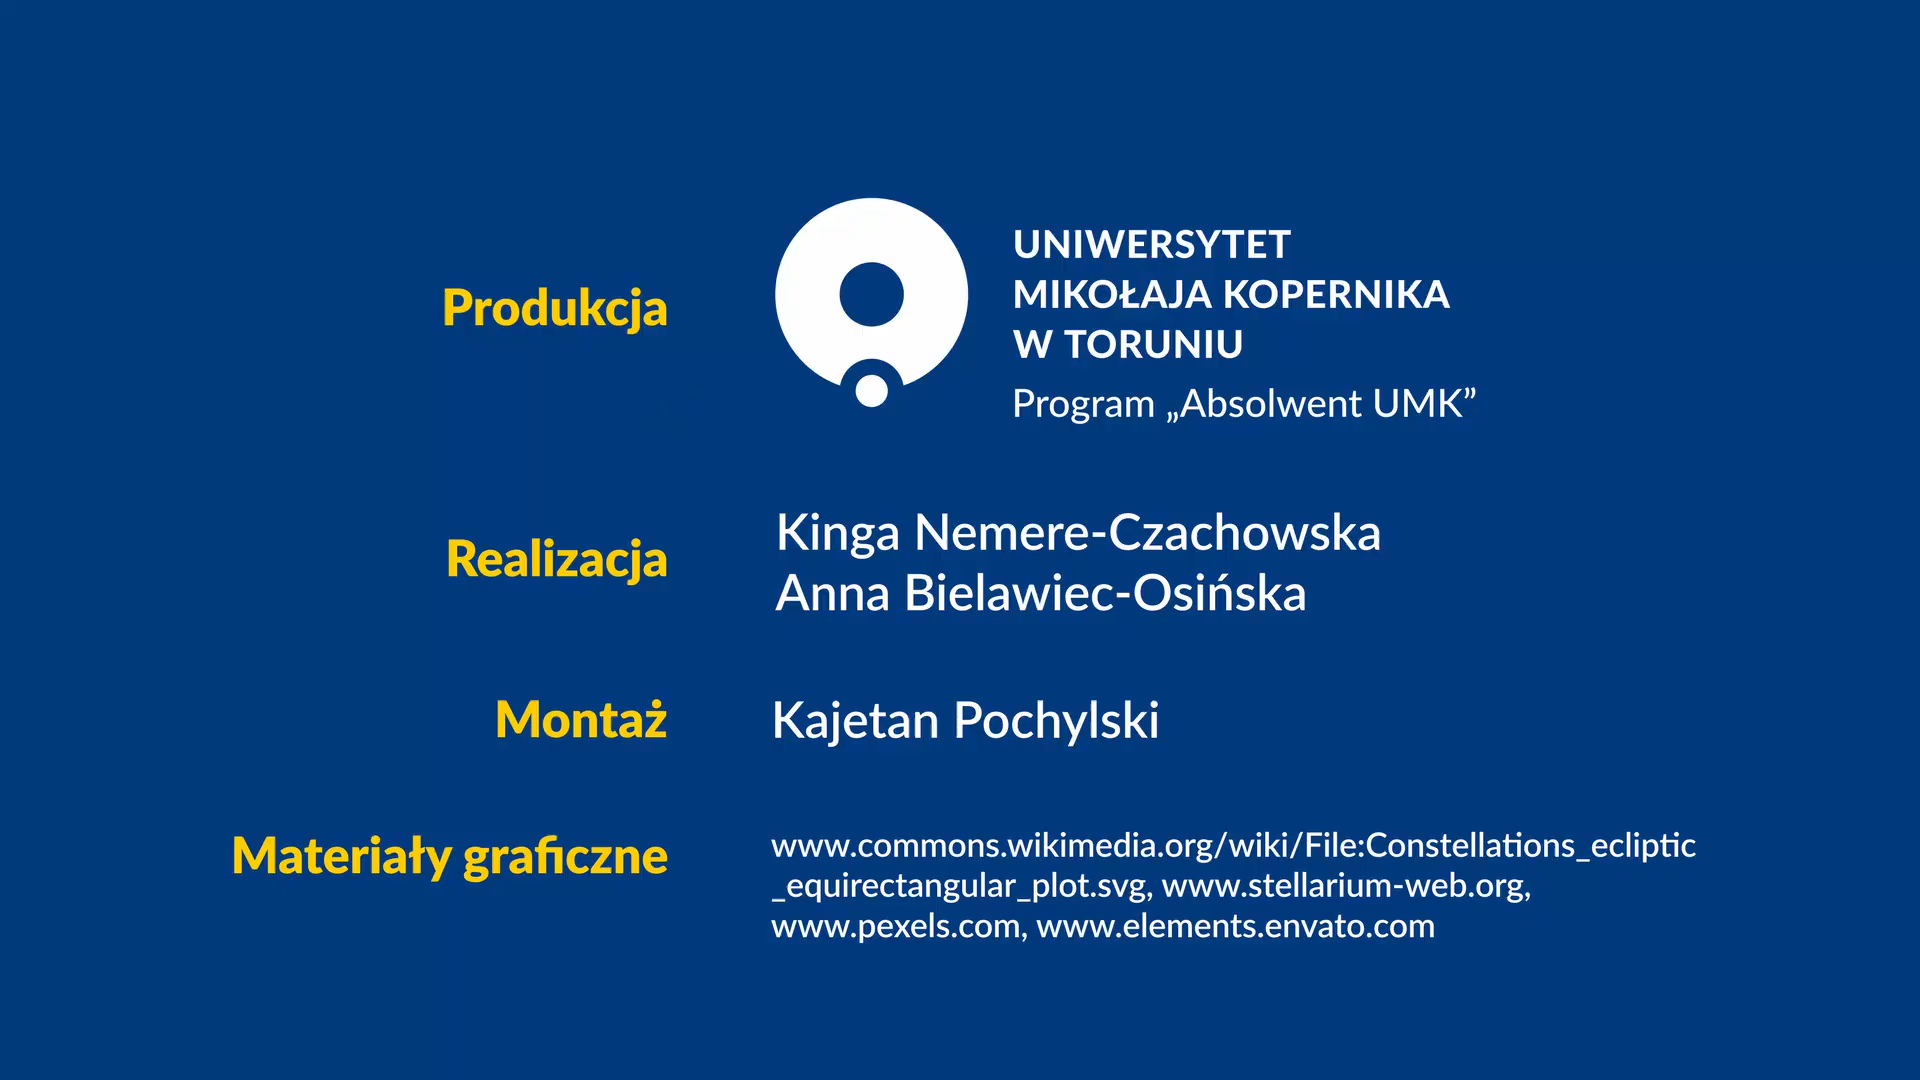 Produkcja
UNIWERSYTET
MIKOŁAJA KOPERNIKA
W TORUNIU
Program „Absolwent UMK”
Realizacja
Kinga Nemere-Czachowska
Anna Bielawiec-Osińska
Montaż
Kajetan Pochylski
Materiały graficzne
www.commons.wikimedia.org/wiki/File:Constellations_ecliptic
_equirectangular_plot.svg, www.stellarium-web.org,
www.pexels.com, www.elements.envato.com